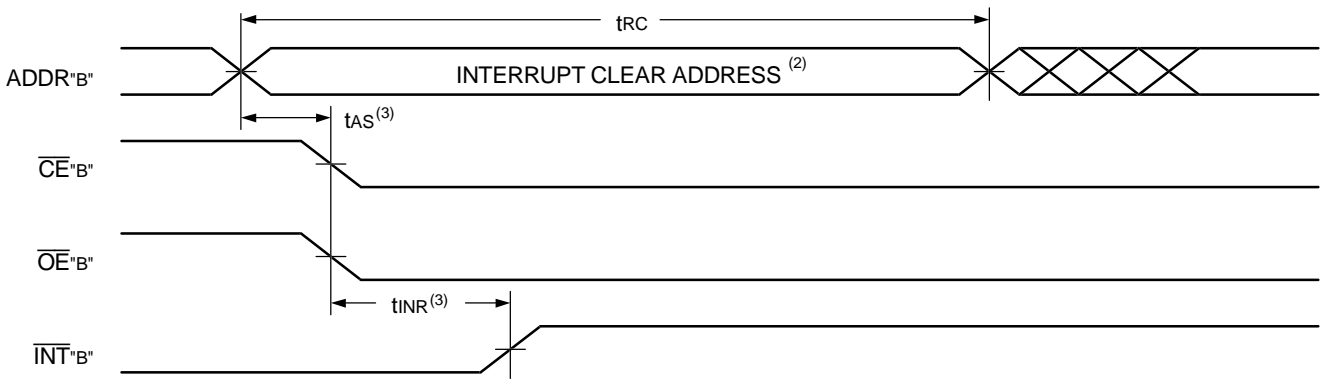 tRC
ADDR"B"
INTERRUPT CLEAR ADDRESS (2)
tAS(3)
CE"B"
OE"B"
tINR(3)
INT"B"